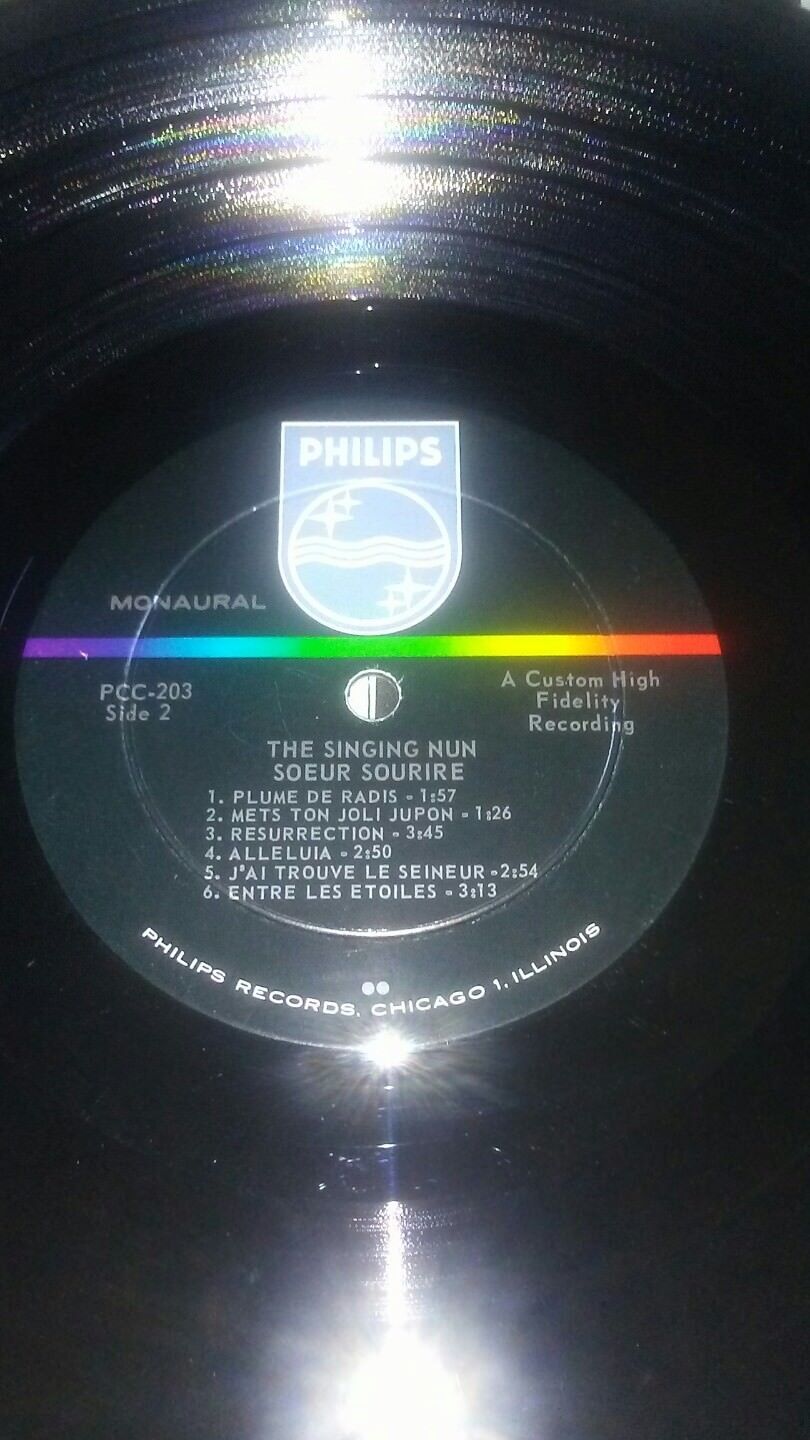 PHILIPS
MONAURAL
PCC-203
Side 2
A Custom High
Fidelity
Recording
THE SINGING NUN
SOEUR SOURIRE
1. PLUME DE RADIS - 1:57
2. METS TON JOLI JUPON - 1:26
3. RESURRECTION - 3:45
4. ALLELUIA - 2:50
5. J'AI TROUVE LE SEINEUR - 2:54
6. ENTRE LES ETOILES - 3:13
PHILIPS RECORDS, CHICAGO 1, ILLINOIS